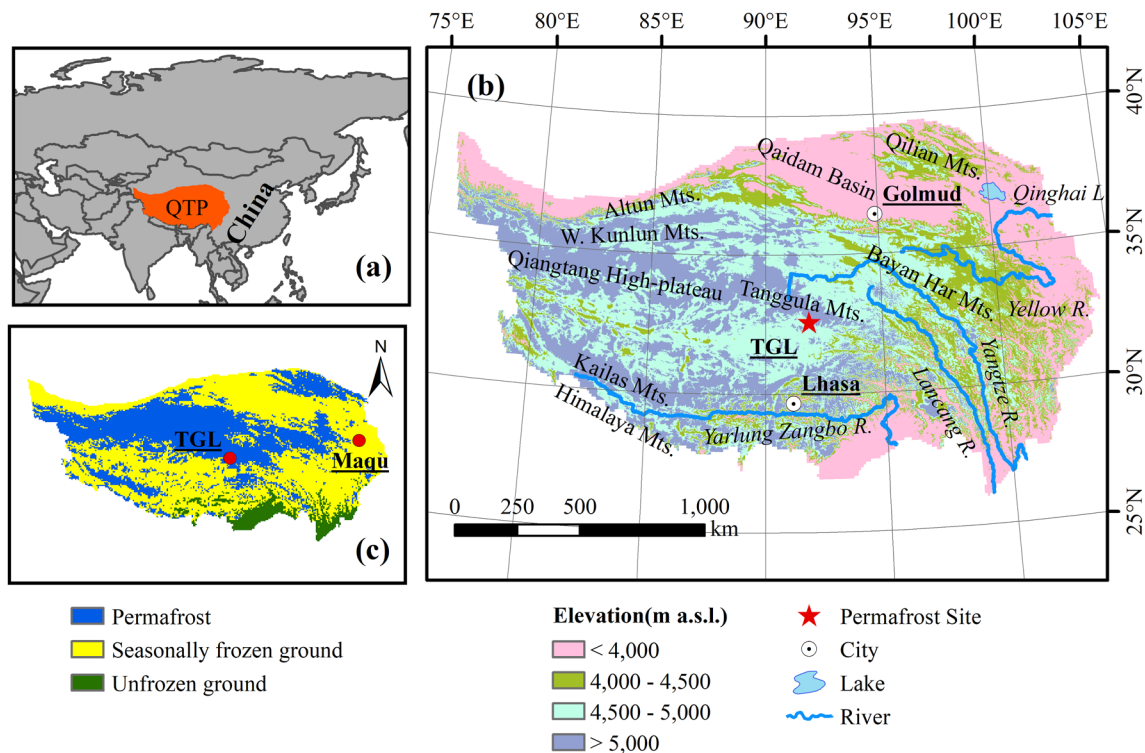 QTP
China
(a)
75°E
80°E
85°E
90°E
95°E
100°E
105°E
40°N
35°N
30°N
25°N
(b)
Qaidam Basin
Qilian Mts.
Golmud
Qinghai L
Altun Mts.
W. Kunlun Mts.
Qiangtang High-plateau
Tanggula Mts.
Bayan Har Mts.
Yellow R.
TGL
Kailas Mts.
Lhasa
Himalaya Mts.
Yarlung Zangbo R.
Lancang R.
Yangtze R.
0 250 500 1,000
km
N
TGL
Maqu
(c)
Permafrost
Seasonally frozen ground
Unfrozen ground
Elevation(m a.s.l.)
< 4,000
4,000 - 4,500
4,500 - 5,000
> 5,000
Permafrost Site
City
Lake
River